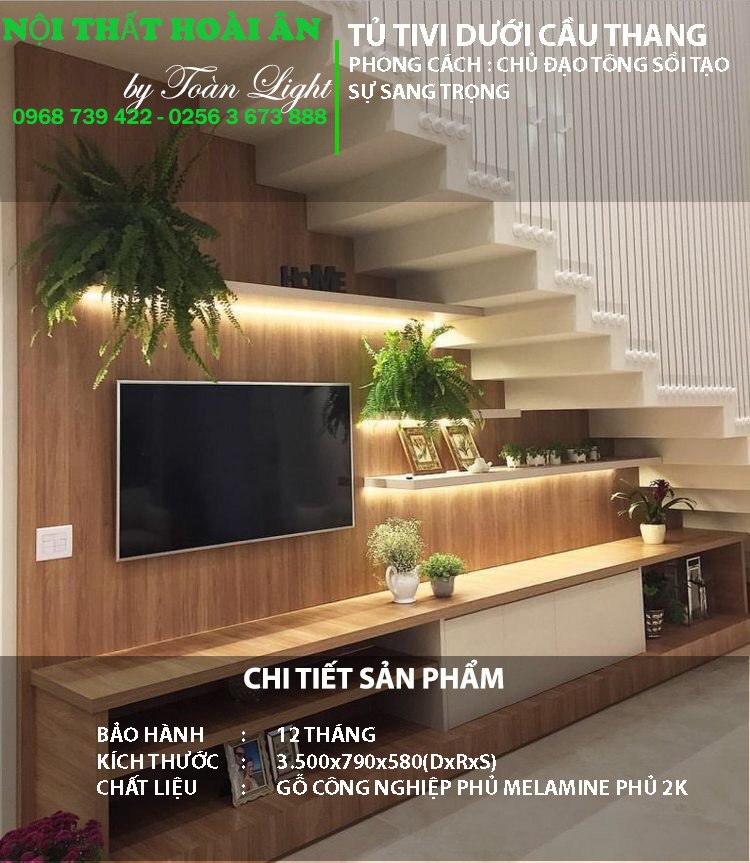 NỘI THẤT HOÀI ÂN
by Toàn Light
0968 739 422 - 0256 3 673 888
TỦ TIVI DƯỚI CẦU THANG
PHONG CÁCH : CHỦ ĐẠO TÔNG SỒI TẠO
SỰ SANG TRỌNG
HOME
CHI TIẾT SẢN PHẨM
BẢO HÀNH : 12 THÁNG
KÍCH THƯỚC : 3.500x790x580(DxRxS)
CHẤT LIỆU : GỖ CÔNG NGHIỆP PHỦ MELAMINE PHỦ 2K